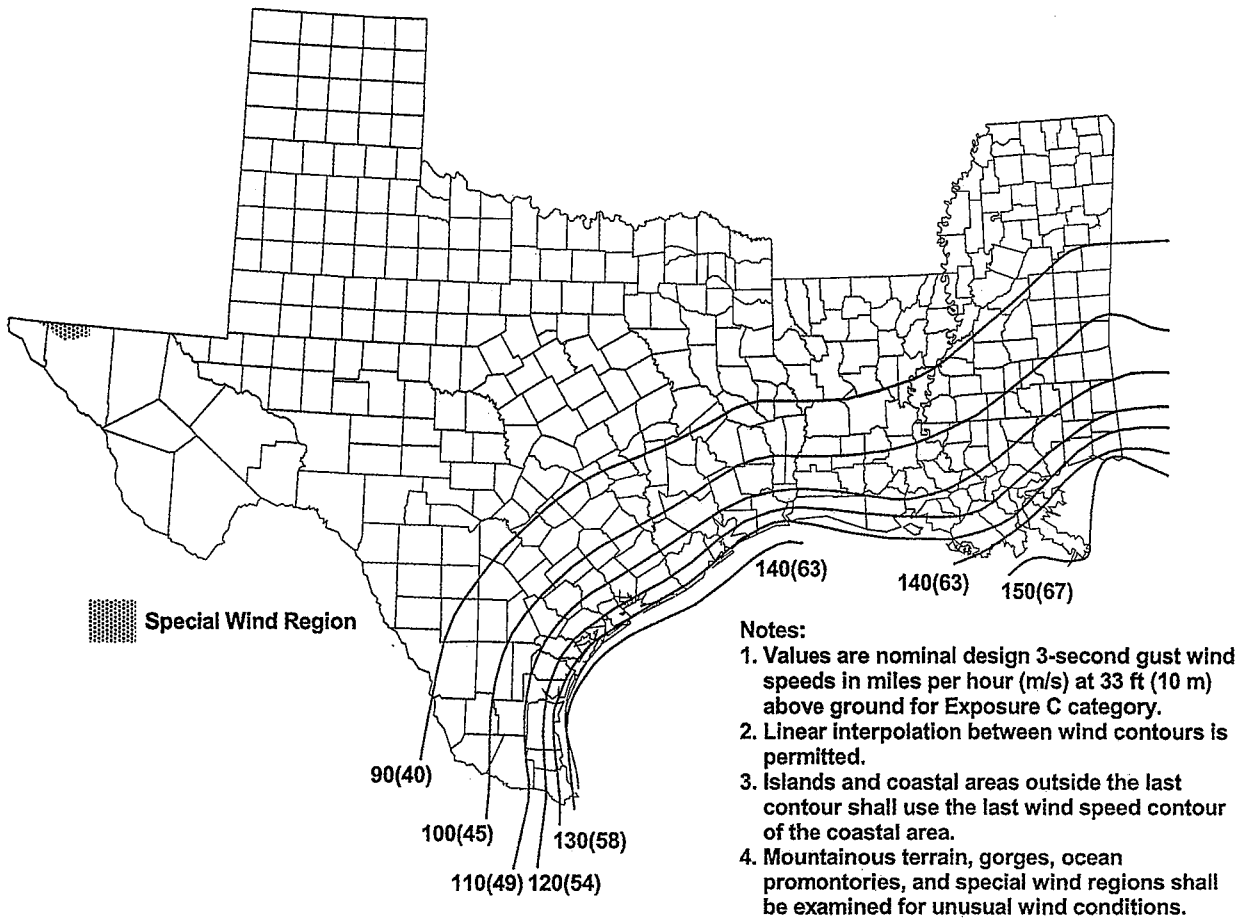 140(63)
140(63)
150(67)
Special Wind Region
90(40)
100(45)
130(58)
110(49)
120(54)
Notes:
1. Values are nominal design 3-second gust wind
speeds in miles per hour (m/s) at 33 ft (10 m)
above ground for Exposure C category.
2. Linear interpolation between wind contours is
permitted.
3. Islands and coastal areas outside the last
contour shall use the last wind speed contour
of the coastal area.
4. Mountainous terrain, gorges, ocean
promontories, and special wind regions shall
be examined for unusual wind conditions.